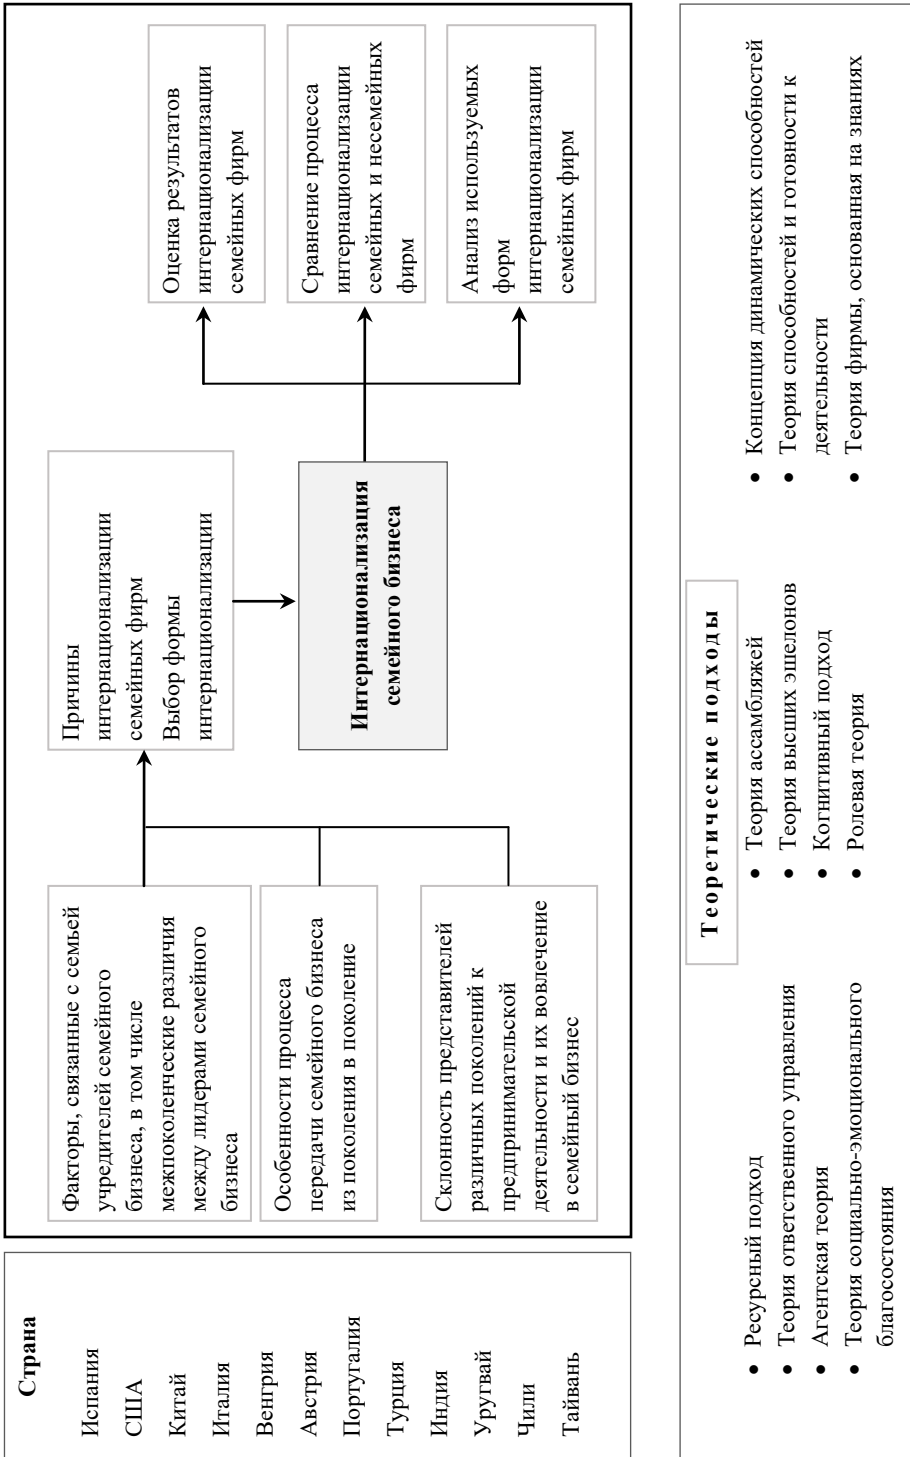 Страна
Испания
США
Китай
Италия
Венгрия
Австрия
Португалия
Турция
Индия
Уругвай
Чили
Тайвань
Факторы, связанные с семьей
учредителей семейного
бизнеса, в том числе
межпоколенческие различия
между лидерами семейного
бизнеса
Особенности процесса
передачи семейного бизнеса
из поколения в поколение
Склонность представителей
различных поколений к
предпринимательской
деятельности и их вовлечение
в семейный бизнес
Причины
интернационализации
семейных фирм
Выбор формы
интернационализации
Интернационализация
семейного бизнеса
Оценка результатов
интернационализации
семейных фирм
Сравнение процесса
интернационализации
семейных и несемейных
фирм
Анализ используемых
форм
интернационализации
семейных фирм
Теоретические подходы
• Ресурсный подход
• Теория ответственного управления
• Агентская теория
• Теория социально-эмоционального
благосостояния
• Теория ассамбляжей
• Теория высших эшелонов
• Когнитивный подход
• Ролевая теория
• Концепция динамических способностей
• Теория способностей и готовности к
деятельности
• Теория фирмы, основанная на знаниях